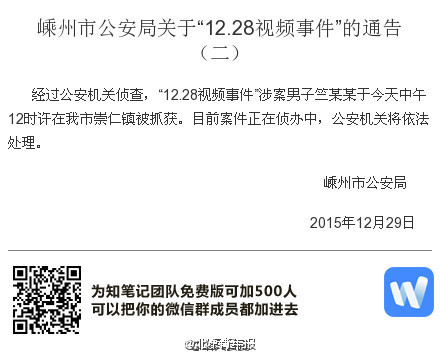 嵊州市公安局关于“12.28视频事件”的通告
（二）
经过公安机关侦查，“12.28视频事件”涉案男子竺某某于今天中午
12时许在我市崇仁镇被抓获。目前案件正在侦办中，公安机关将依法
处理。
嵊州市公安局
2015年12月29日
为知笔记团队免费版可加500人
可以把你的微信群成员都加进去
W
@北京青年报